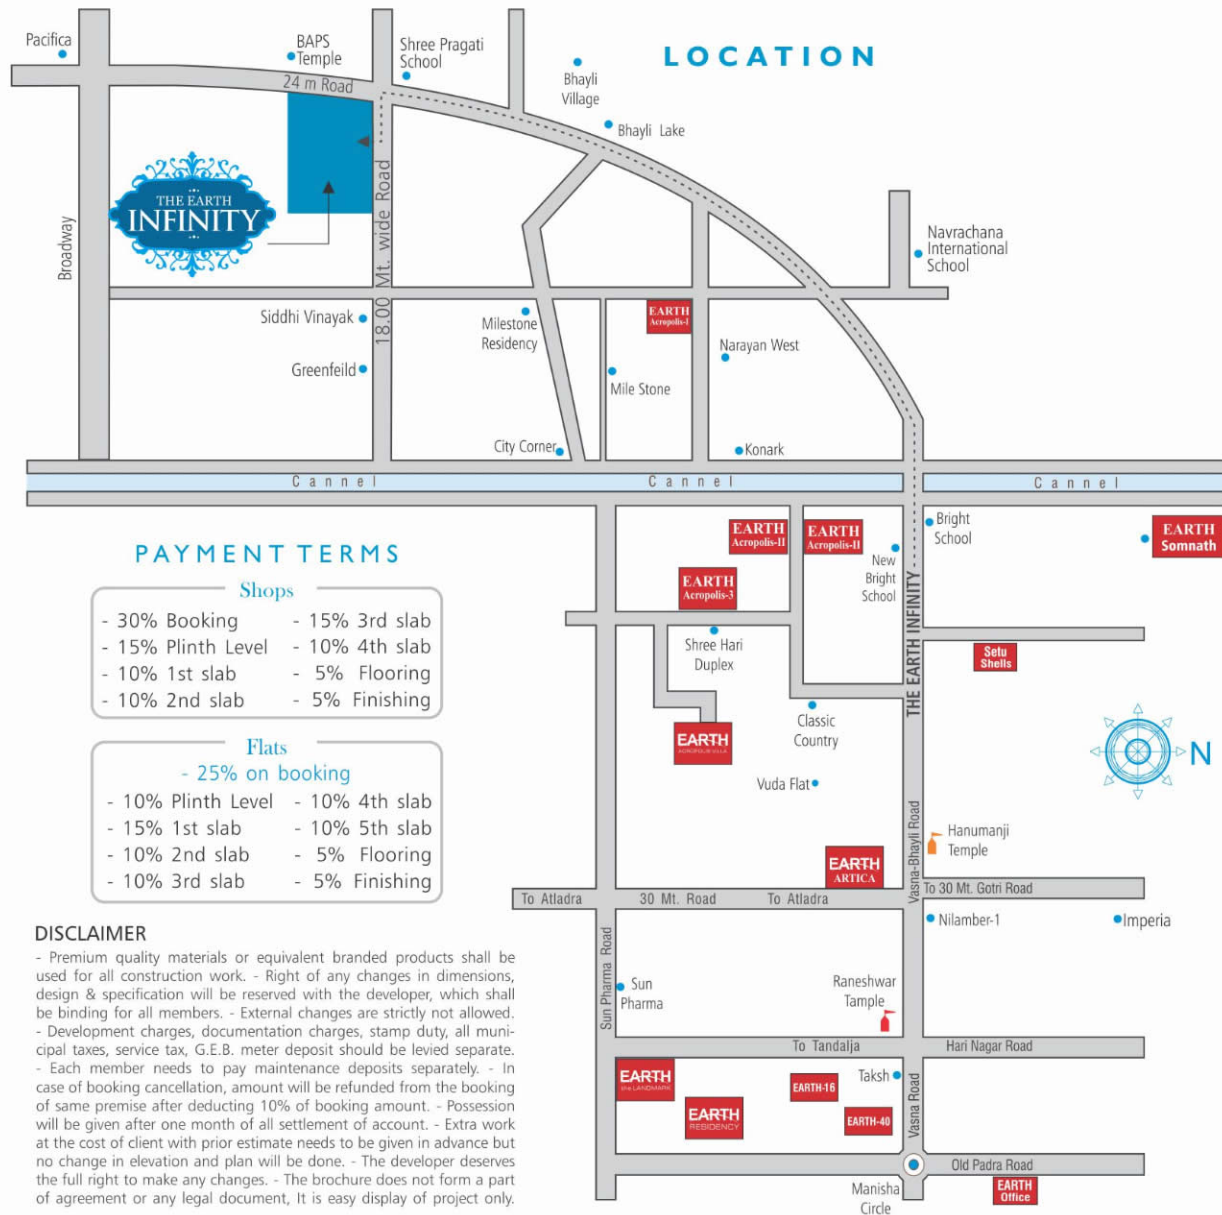 LOCATION
Pacifica
BAPS
Temple
Shree Pragati
School
Bhayli
Village
Bhayli Lake
24 m Road
THE EARTH
INFINITY
Broadway
18.00 Mt. wide Road
Navrachana
International
School
Siddhi Vinayak
Greenfeild
Milestone
Residency
EARTH
Acropolis-I
Narayan West
Mile Stone
City Corner
Konark
Cannel
Cannel
Cannel
EARTH
Acropolis-II
EARTH
Acropolis-II
New
Bright
School
Bright
School
EARTH
Somnath
EARTH
Acropolis-3
Shree Hari
Duplex
THE EARTH INFINITY
Setu
Shells
EARTH
ACROPOLIS VILLA
Classic
Country
Vuda Flat
N
Vasna-Bhayli Road
Hanumanji
Temple
EARTH
ARTICA
To Atladra
30 Mt. Road
To Atladra
To 30 Mt. Gotri Road
Nilamber-1
Imperia
Sun Pharma Road
Sun
Pharma
Raneshwar
Tample
To Tandalja
Hari Nagar Road
EARTH
the LANDMARK
EARTH
RESIDENCY
EARTH-16
Taksh
EARTH-40
Vasna Road
Old Padra Road
Manisha
Circle
EARTH
Office
PAYMENT TERMS
Shops
- 30% Booking
- 15% Plinth Level
- 10% 1st slab
- 10% 2nd slab
- 15% 3rd slab
- 10% 4th slab
- 5% Flooring
- 5% Finishing
Flats
- 25% on booking
- 10% Plinth Level
- 15% 1st slab
- 10% 2nd slab
- 10% 3rd slab
- 10% 4th slab
- 10% 5th slab
- 5% Flooring
- 5% Finishing
DISCLAIMER
- Premium quality materials or equivalent branded products shall be
used for all construction work. - Right of any changes in dimensions,
design & specification will be reserved with the developer, which shall
be binding for all members. - External changes are strictly not allowed.
- Development charges, documentation charges, stamp duty, all muni-
cipal taxes, service tax, G.E.B. meter deposit should be levied separate.
- Each member needs to pay maintenance deposits separately. - In
case of booking cancellation, amount will be refunded from the booking
of same premise after deducting 10% of booking amount. - Possession
will be given after one month of all settlement of account. - Extra work
at the cost of client with prior estimate needs to be given in advance but
no change in elevation and plan will be done. - The developer deserves
the full right to make any changes. - The brochure does not form a part
of agreement or any legal document, It is easy display of project only.